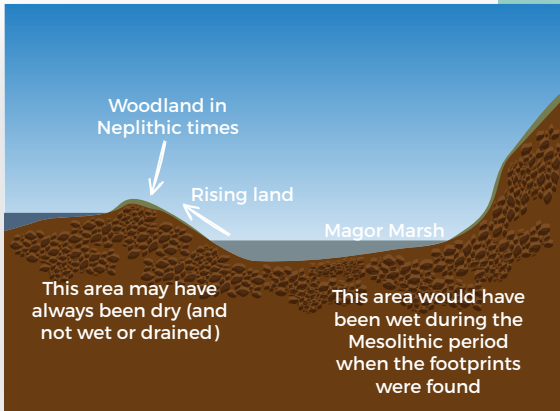 Woodland in
Neplithic times
Rising land
Magor Marsh
This area may have
always been dry (and
not wet or drained)
This area would have
been wet during the
Mesolithic period
when the footprints
were found